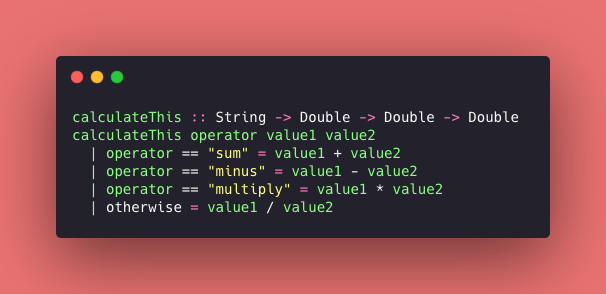 calculateThis :: String -> Double -> Double -> Double
calculateThis operator value1 value2
  | operator == "sum" = value1 + value2
  | operator == "minus" = value1 - value2
  | operator == "multiply" = value1 * value2
  | otherwise = value1 / value2